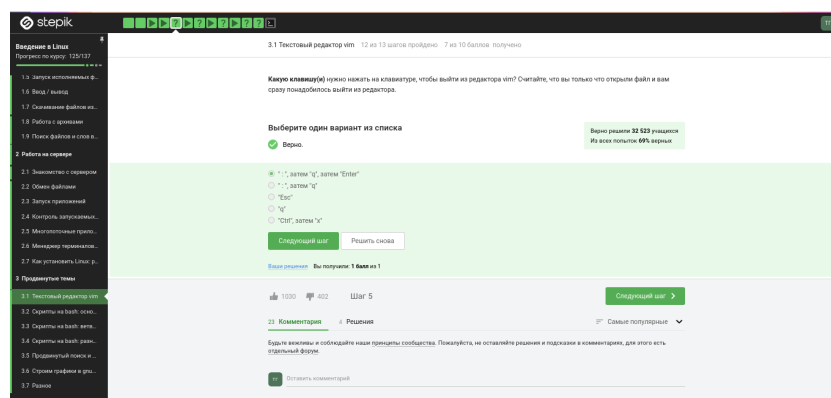 stepik
Введение в Linux
Прогресс по курсу: 125/137
1.5 Запуск исполняемых ф...
1.6 Ввод / вывод
1.7 Скачивание файлов из...
1.8 Работа с архивами
1.9 Поиск файлов и слов в...
2 Работа на сервере
2.1 Знакомство с сервером
2.2 Обмен файлами
2.3 Запуск приложений
2.4 Контроль запускаемых...
2.5 Многопоточные прило...
2.6 Менеджер терминалов...
2.7 Как установить Linux: р...
3 Продвинутые темы
3.1 Текстовый редактор vim
3.2 Скрипты на bash: осно...
3.3 Скрипты на bash: ветв...
3.4 Скрипты на bash: разн...
3.5 Продвинутый поиск и ...
3.6 Строим графики в gnu...
3.7 Разное
3.1 Текстовый редактор vim 12 из 13 шагов пройдено 7 из 10 баллов получено
Какую клавишу(и) нужно нажать на клавиатуре, чтобы выйти из редактора vim? Считайте, что вы только что открыли файл и вам
сразу понадобилось выйти из редактора.
Выберите один вариант из списка
Верно.
Верно решили 32 523 учащихся
Из всех попыток 69% верных
" : ", затем "q", затем "Enter"
" : ", затем "q"
"Esc"
"q"
"Ctrl", затем "x"
Следующий шаг Решить снова
Ваши решения Вы получили: 1 балл из 1
1030 402 Шаг 5 Следующий шаг
23 Комментария 6 Решения Самые популярные
Будьте вежливы и соблюдайте наши принципы сообщества. Пожалуйста, не оставляйте решения и подсказки в комментариях, для этого есть
отдельный форум.
Оставить комментарий